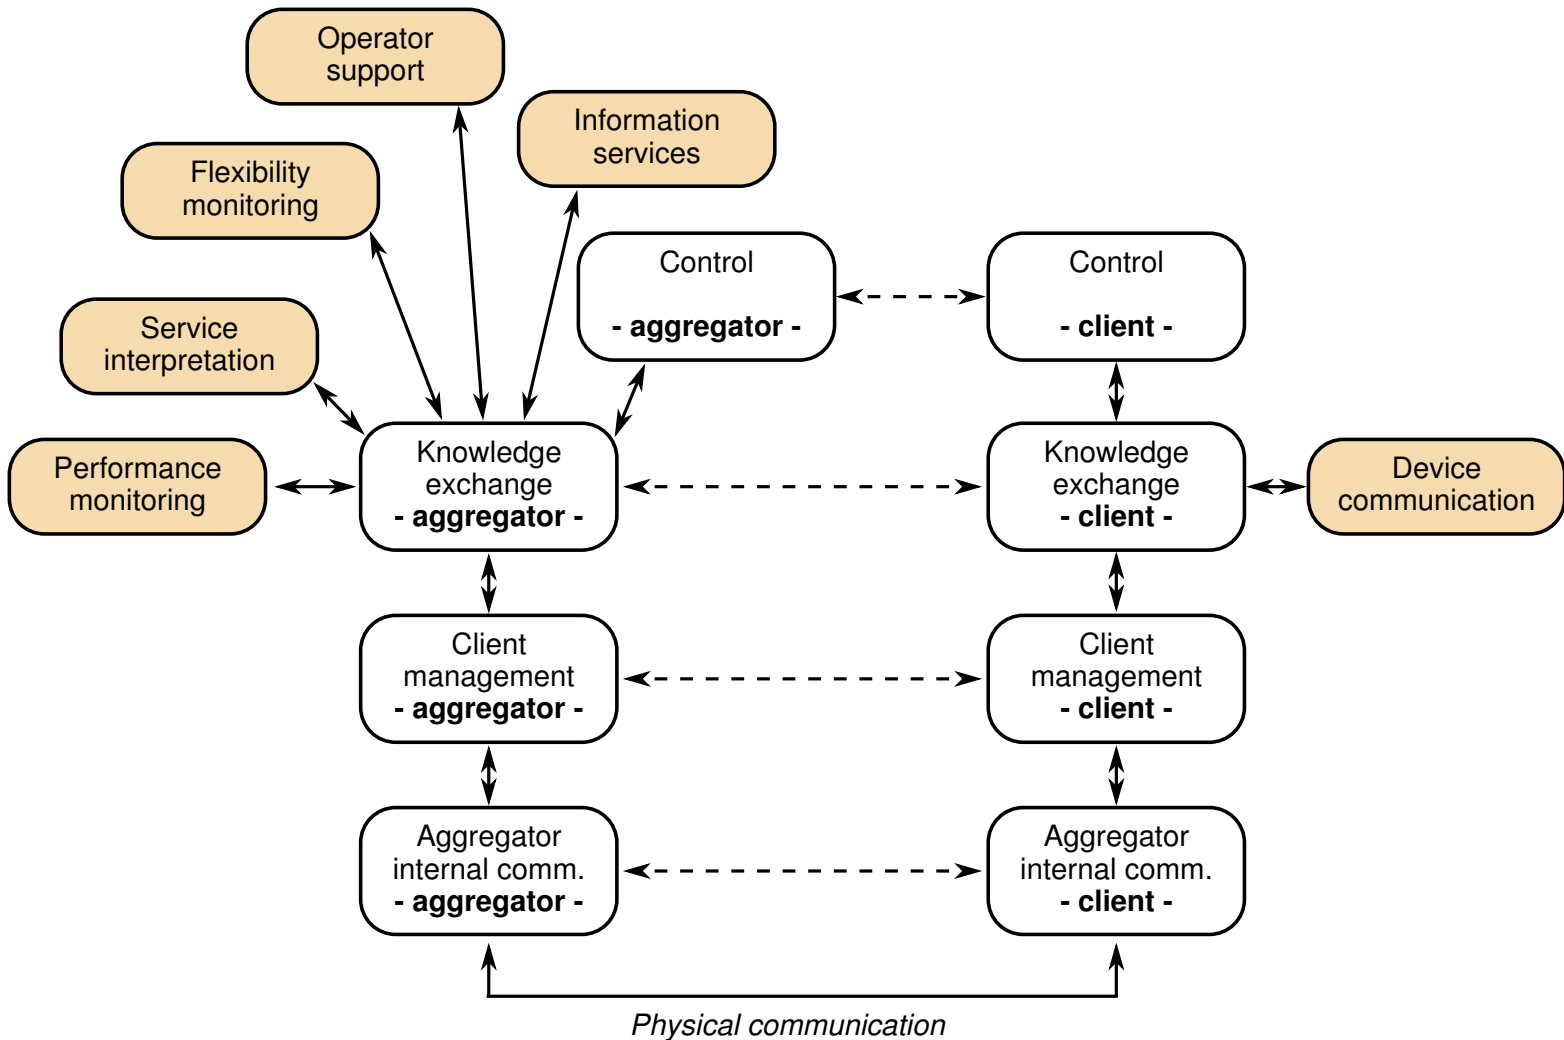 Operator
support
Information
services
Flexibility
monitoring
Control
- aggregator -
Control
- client -
Service
interpretation
Performance
monitoring
Knowledge
exchange
- aggregator -
Knowledge
exchange
- client -
Device
communication
Client
management
- aggregator -
Client
management
- client -
Aggregator
internal comm.
- aggregator -
Aggregator
internal comm.
- client -
Physical communication